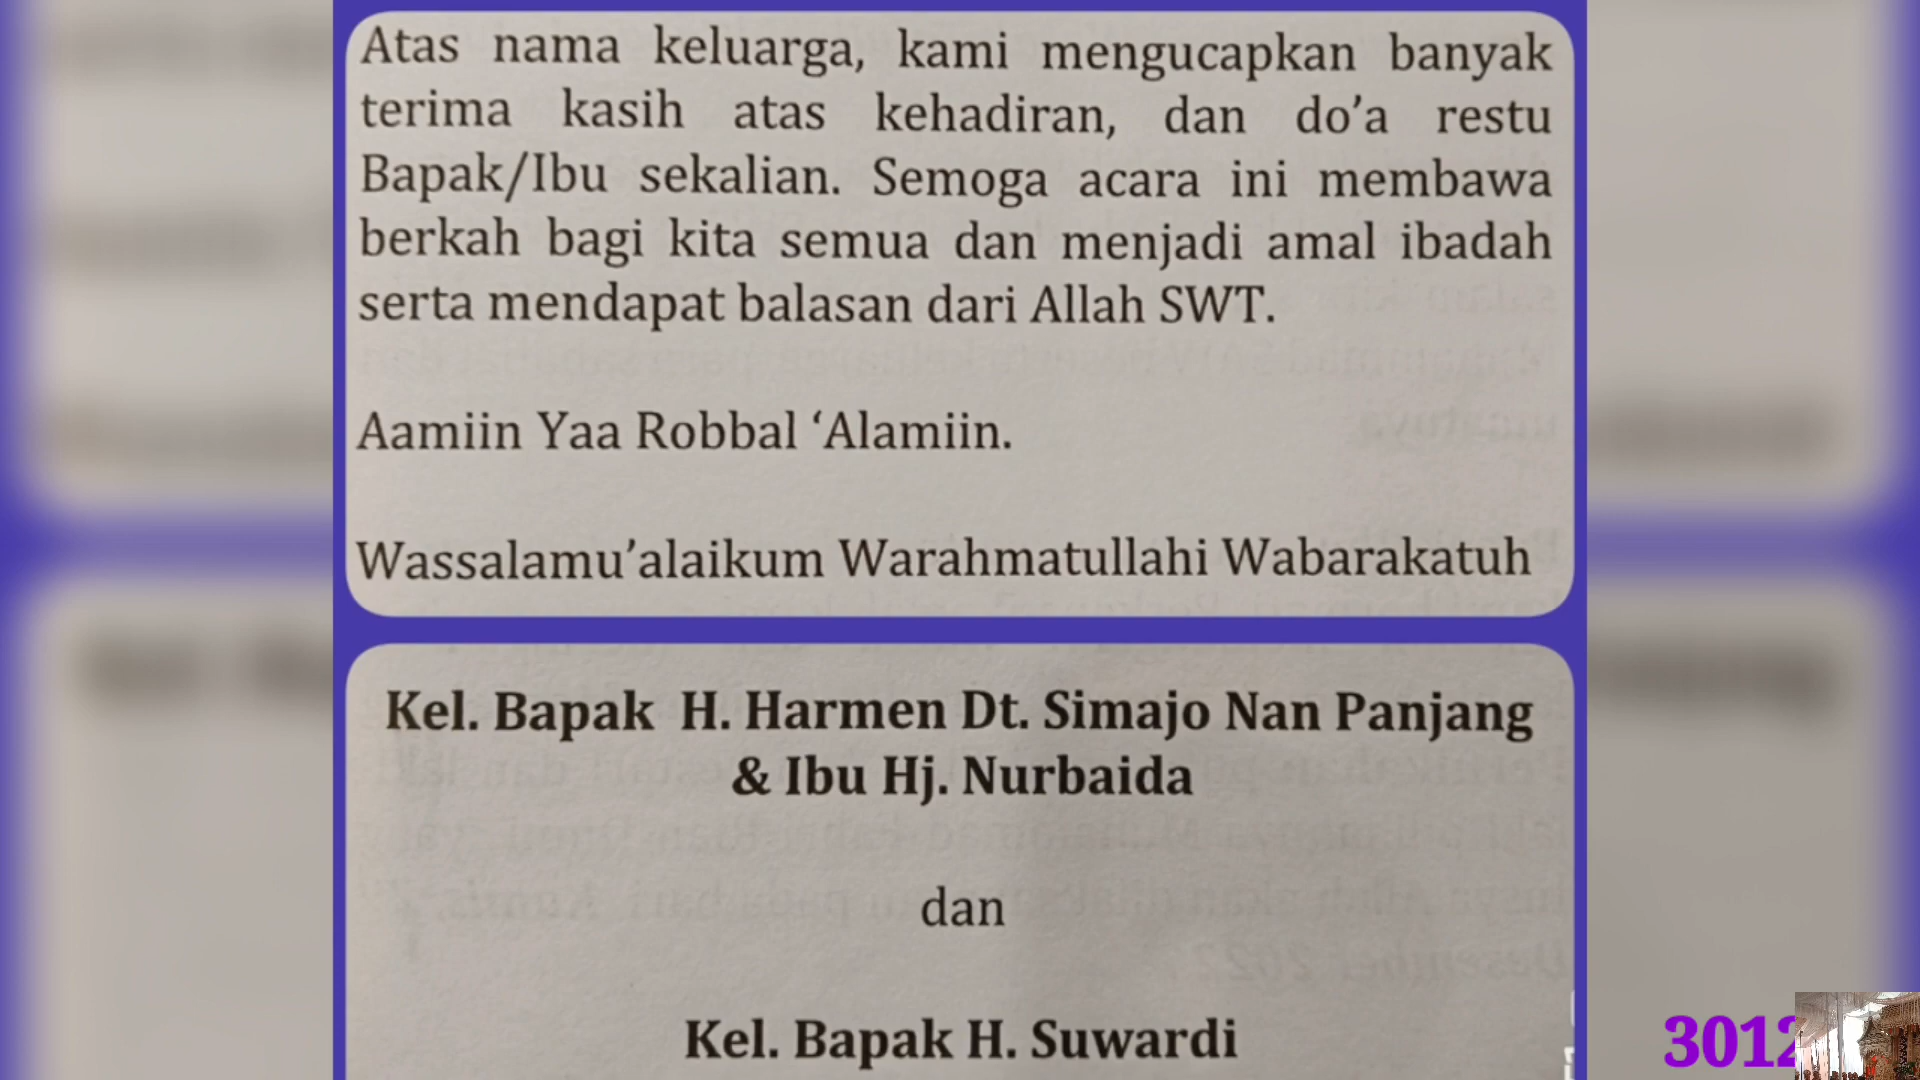 Atas nama keluarga, kami mengucapkan banyak
terima kasih atas kehadiran, dan do’a restu
Bapak/Ibu sekalian. Semoga acara ini membawa
berkah bagi kita semua dan menjadi amal ibadah
serta mendapat balasan dari Allah SWT.
Aamiin Yaa Robbal ‘Alamiin.
Wassalamu’alaikum Warahmatullahi Wabarakatuh
Kel. Bapak H. Harmen Dt. Simajo Nan Panjang
& Ibu Hj. Nurbaida
dan
Kel. Bapak H. Suwardi